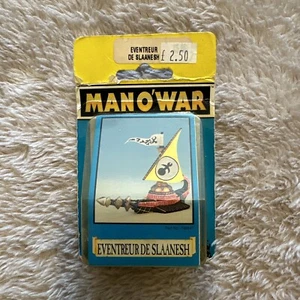 EVENTREUR
DE SLAANESH
£ 2.50
MAN O' WAR
EVENTREUR DE SLAANESH